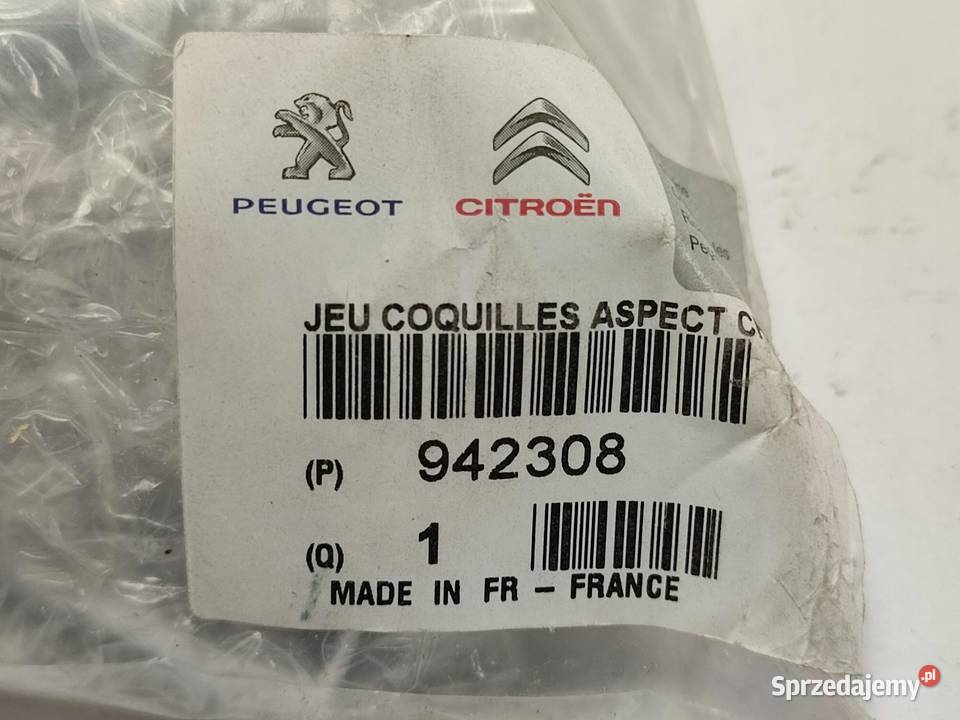 PEUGEOT CITROËN
JEU COQUILLES ASPECT
(P) 942308
(Q) 1
MADE IN FR - FRANCE
Sprzedajemy.pl